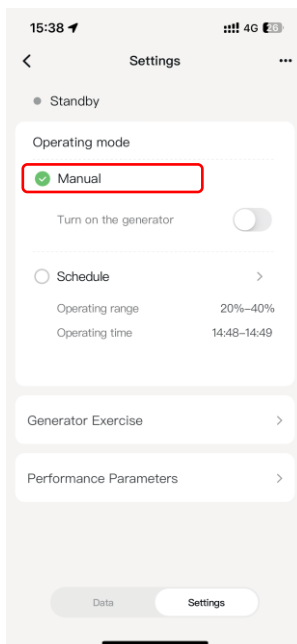 15:38 4G 26
Settings
Standby
Operating mode
Manual
Turn on the generator
Schedule
Operating range 20%–40%
Operating time 14:48–14:49
Generator Exercise
Performance Parameters
Data Settings